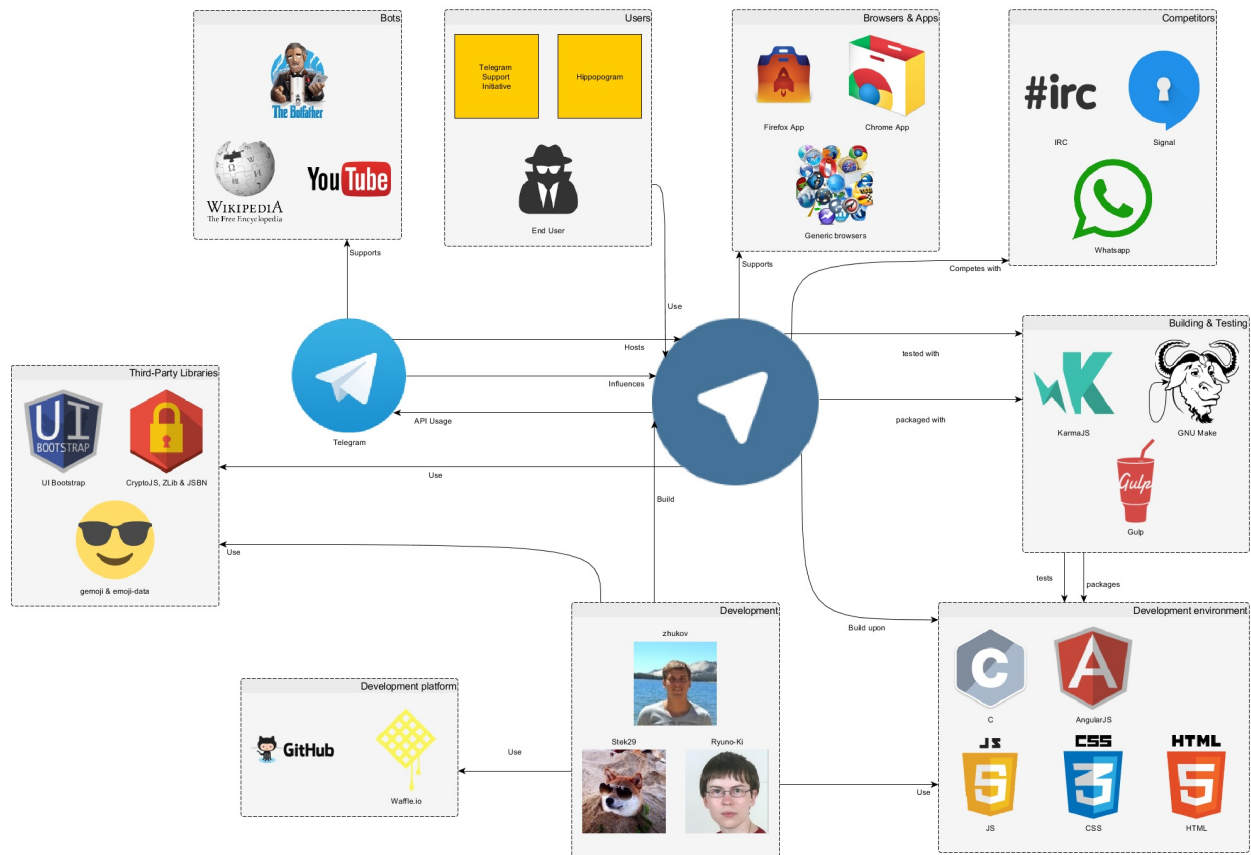 Bots
The Botfather
WIKIPEDIA
The Free Encyclopedia
YouTube
Users
Telegram
Support
Initiative
Hippopogram
End User
Browsers & Apps
Firefox App
Chrome App
Generic browsers
Competitors
#irc
IRC
Signal
Whatsapp
Supports
Use
Supports
Competes with
Telegram
Hosts
Influences
API Usage
Use
Build
tested with
packaged with
Build upon
Building & Testing
KarmaJS
GNU Make
Gulp
Gulp
tests
packages
Third-Party Libraries
UI
BOOTSTRAP
UI Bootstrap
CryptoJS, ZLib & JSBN
gemoji & emoji-data
Use
Development
zhukov
Stek29
Ryuno-Ki
Development platform
GitHub
Waffle.io
Use
Use
Development environment
C
C
A
AngularJS
JS
5
JS
CSS
3
CSS
HTML
5
HTML